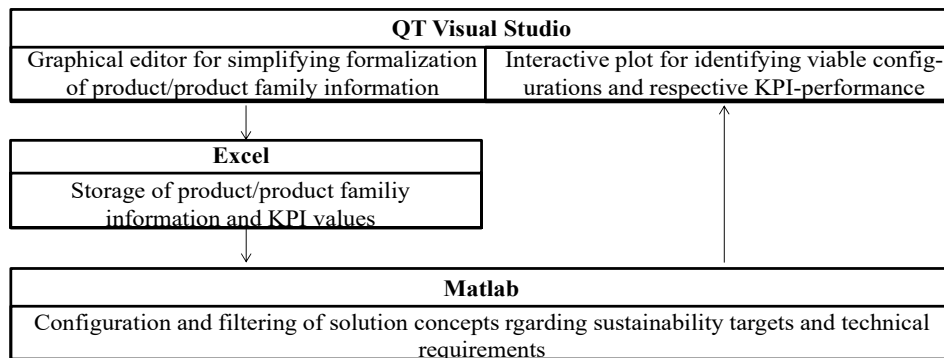 QT Visual Studio
Graphical editor for simplifying formalization
of product/product family information
Interactive plot for identifying viable config-
urations and respective KPI-performance
Excel
Storage of product/product familiy
information and KPI values
Matlab
Configuration and filtering of solution concepts rgarding sustainability targets and technical
requirements